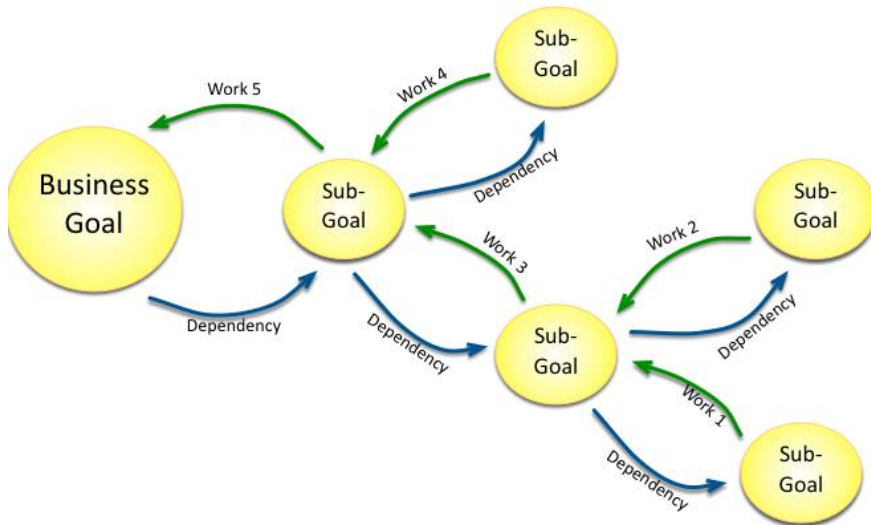 Sub-
Goal
Work 5
Work 4
Business
Goal
Sub-
Goal
Dependency
Sub-
Goal
Work 3
Work 2
Dependency
Dependency
Sub-
Goal
Dependency
Work 1
Sub-
Goal
Dependency